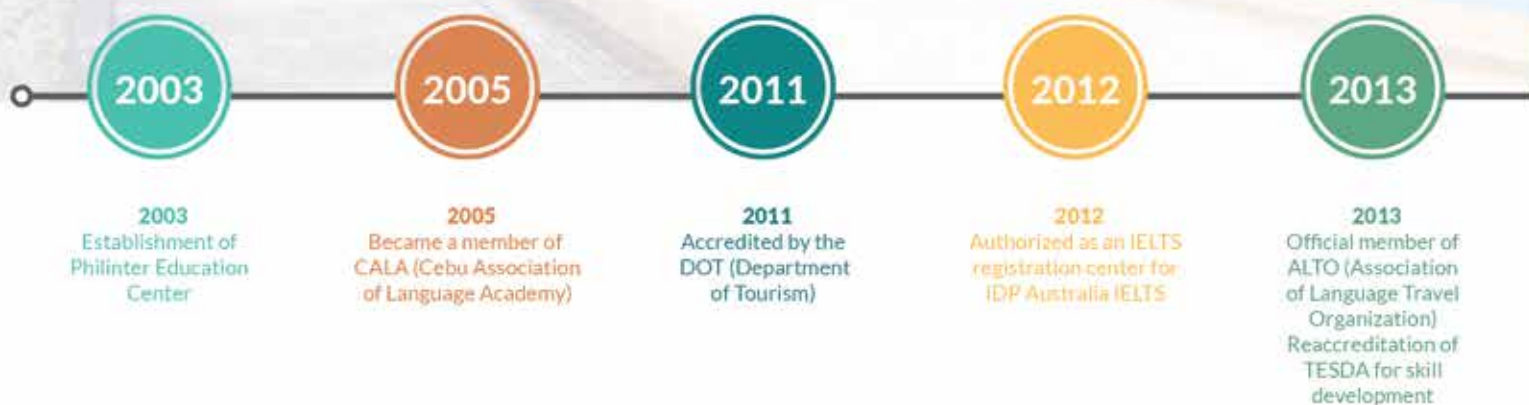 2003
2005
2011
2012
2013
2003
Establishment of
Philinter Education
Center
2005
Became a member of
CALA (Cebu Association
of Language Academy)
2011
Accredited by the
DOT (Department
of Tourism)
2012
Authorized as an IELTS
registration center for
IDP Australia IELTS
2013
Official member of
ALTO (Association
of Language Travel
Organization)
Reaccreditation of
TESDA for skill
development